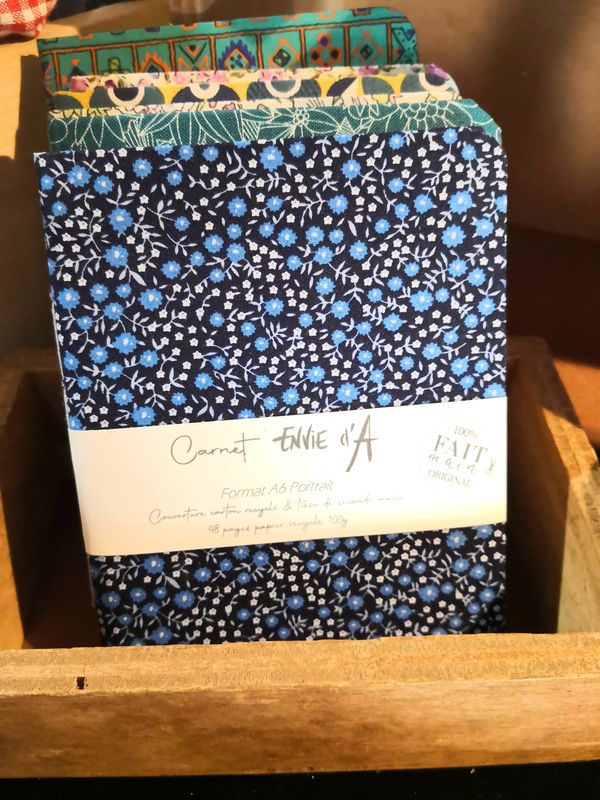 Carnet ENVIE d'A
Format A6 Portrait
Couverture carton recyclé & tissu de seconde main
48 pages papier recyclé 160g
100%
FAIT
main
ORIGINAL